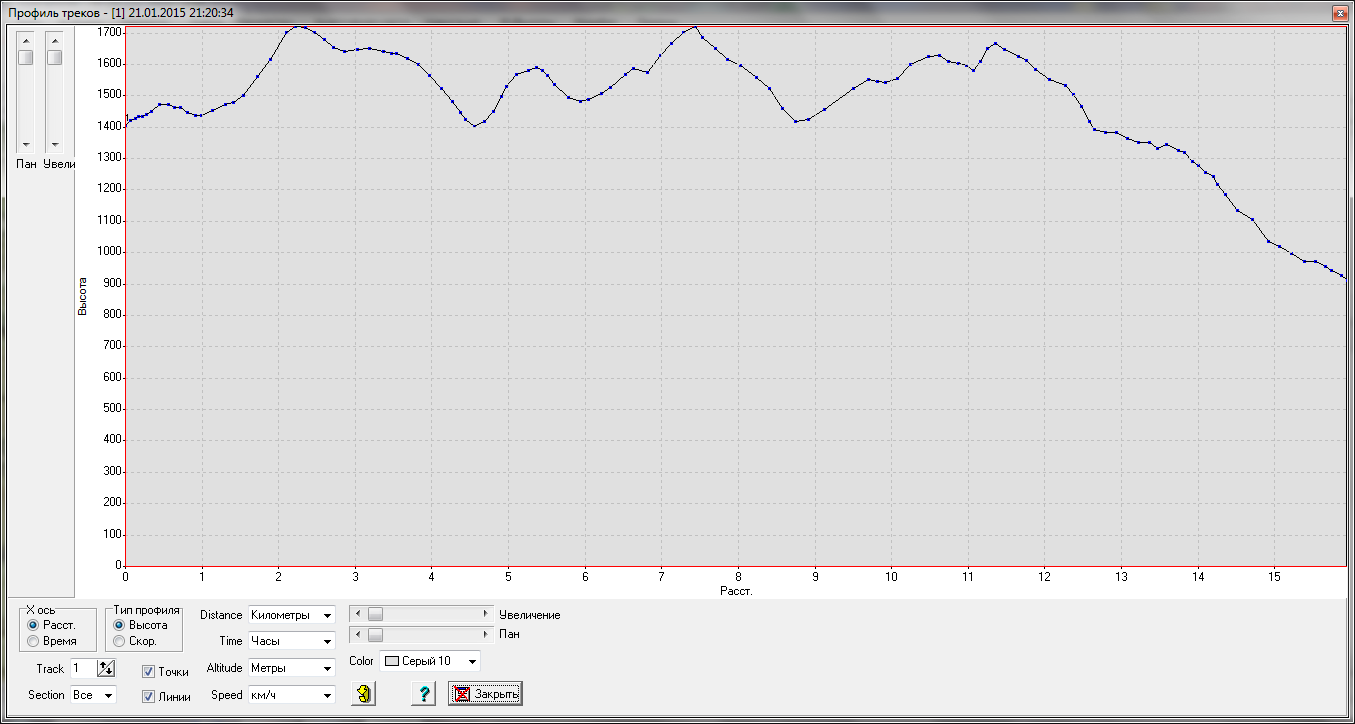 Профиль треков - [1] 21.01.2015 21:20:34
Пан
Увели
Высота
1700
1600
1500
1400
1300
1200
1100
1000
900
800
700
600
500
400
300
200
100
0
0 1 2 3 4 5 6 7 8 9 10 11 12 13 14 15
Расст.
X ось
Расст.
Время
Тип профиля
Высота
Скор.
Track 1
Section Все
Точки
Линии
Distance Километры
Time Часы
Altitude Метры
Speed км/ч
Увеличение
Пан
Color Серый 10
?
Закрыть